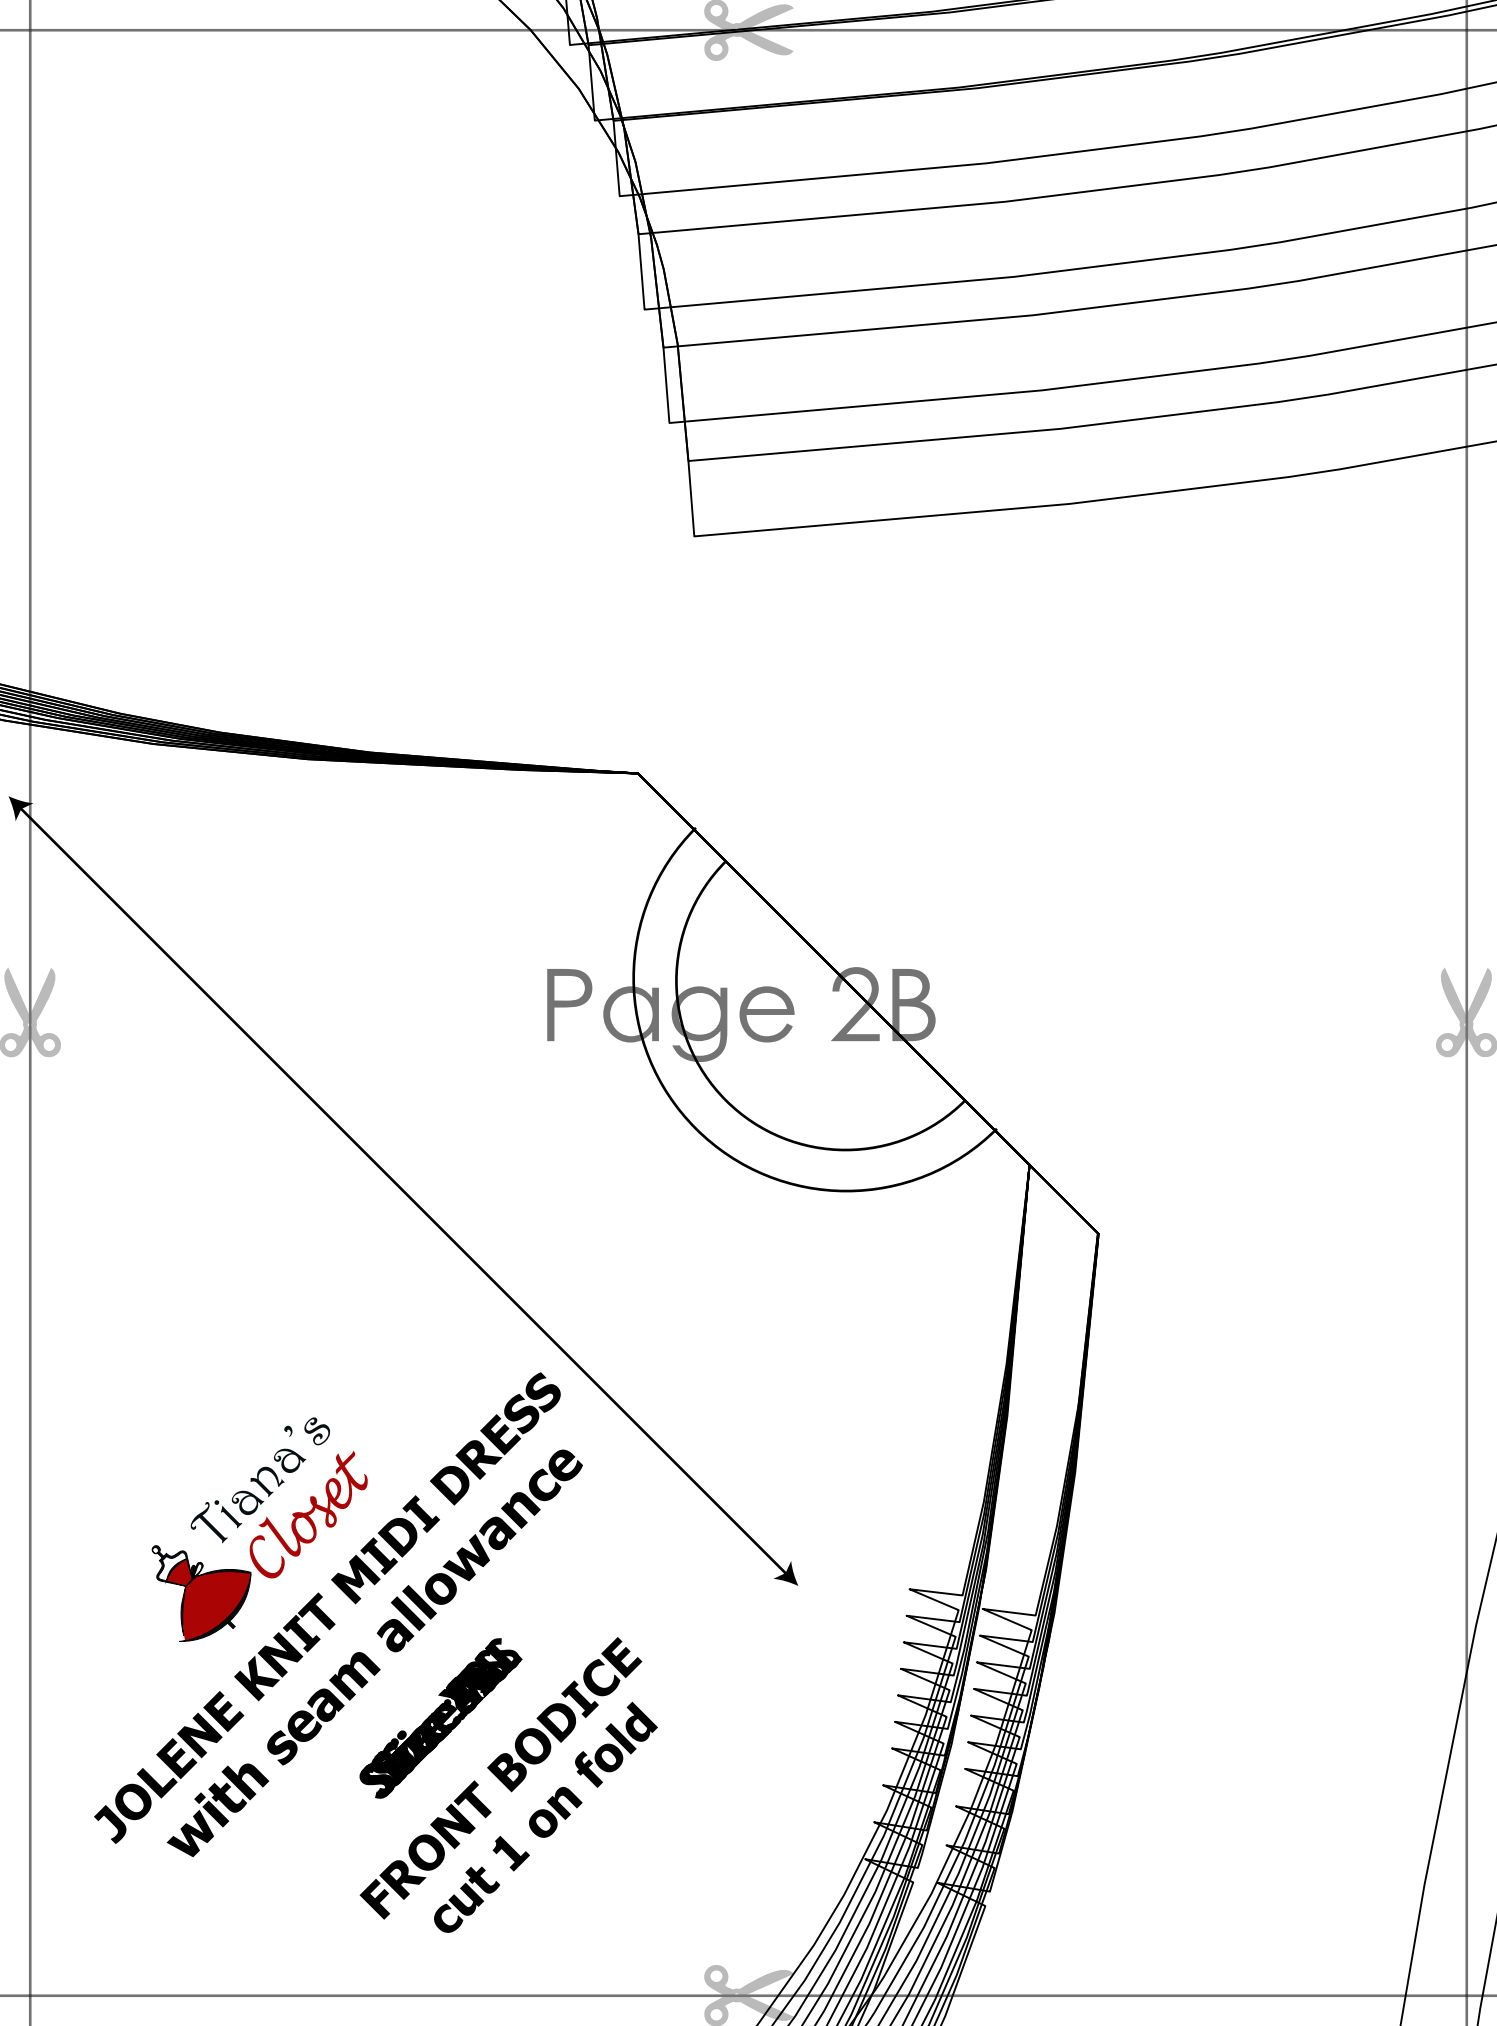 Page 2B
Tiana's
Closet
JOLENE KNIT MIDI DRESS
with seam allowance
FRONT BODICE
cut 1 on fold